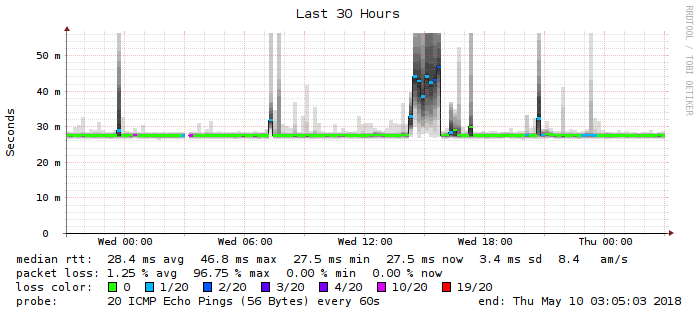 Last 30 Hours
RRDTOOL / TOBI OETIKER
Seconds
50 m
40 m
30 m
20 m
10 m
0
Wed 00:00 Wed 06:00 Wed 12:00 Wed 18:00 Thu 00:00
median rtt: 28.4 ms avg 46.8 ms max 27.5 ms min 27.5 ms now 3.4 ms sd 8.4 am/s
packet loss: 1.25 % avg 96.75 % max 0.00 % min 0.00 % now
loss color: 0 1/20 2/20 3/20 4/20 10/20 19/20
probe: 20 ICMP Echo Pings (56 Bytes) every 60s end: Thu May 10 03:05:03 2018